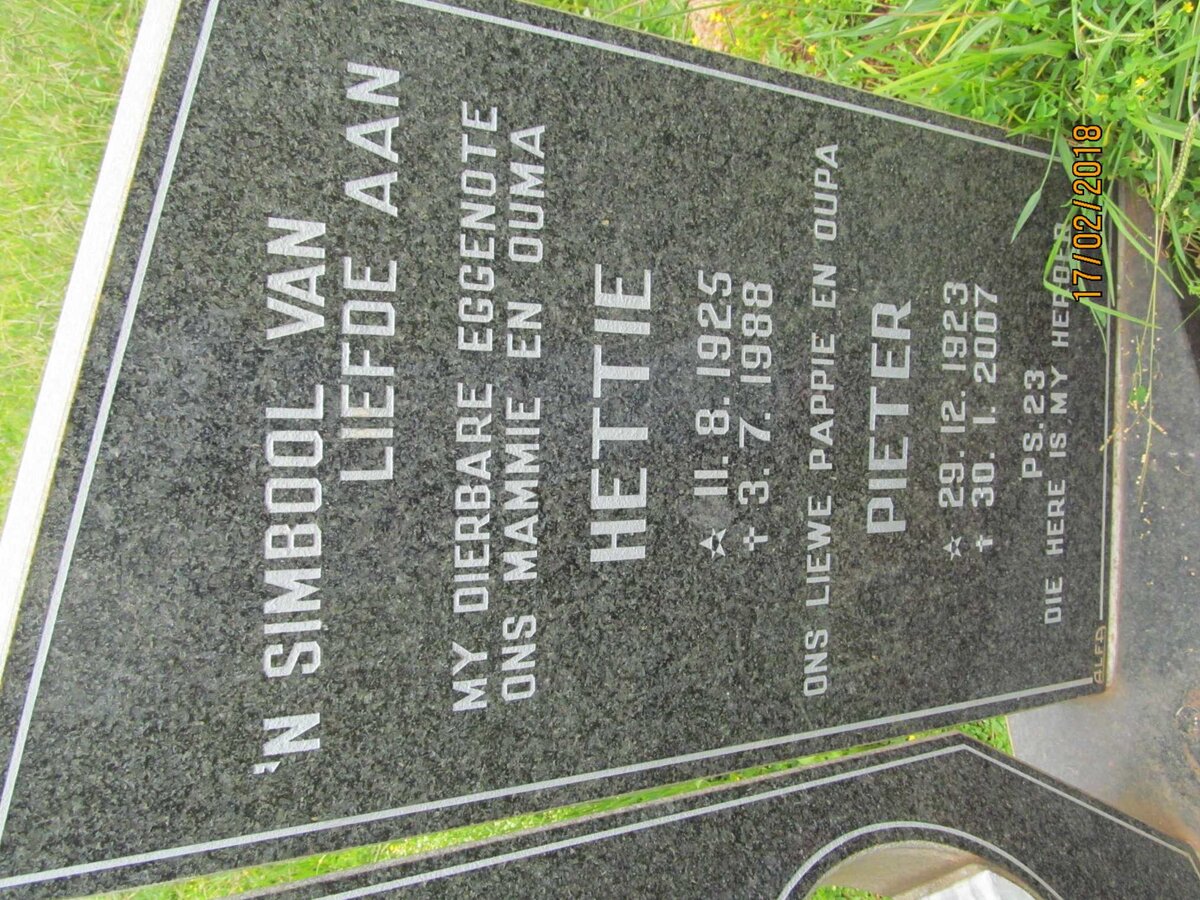 'N SIMBOOL VAN
LIEFDE AAN
MY DIERBARE EGGENOTE
ONS MAMMIE EN OUMA
HETTIE
☆ 11. 8. 1925
✝ 3. 7. 1988
ONS LIEWE PAPPIE EN OUPA
PIETER
☆ 29. 12. 1923
✝ 30. 1. 2007
PS. 23
DIE HERE IS MY HERDER
ALFA
17/02/2018